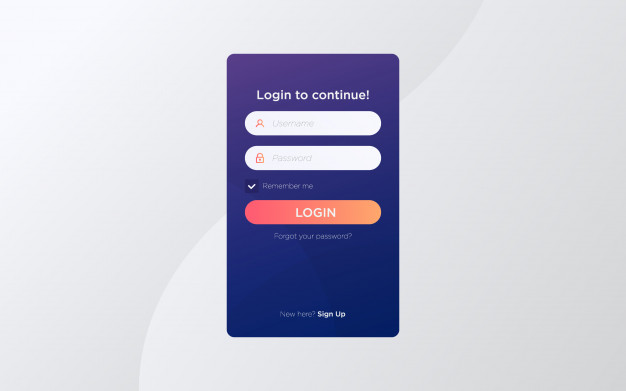 Login to continue!
Username
Password
Remember me
LOGIN
Forgot your password?
New here? Sign Up